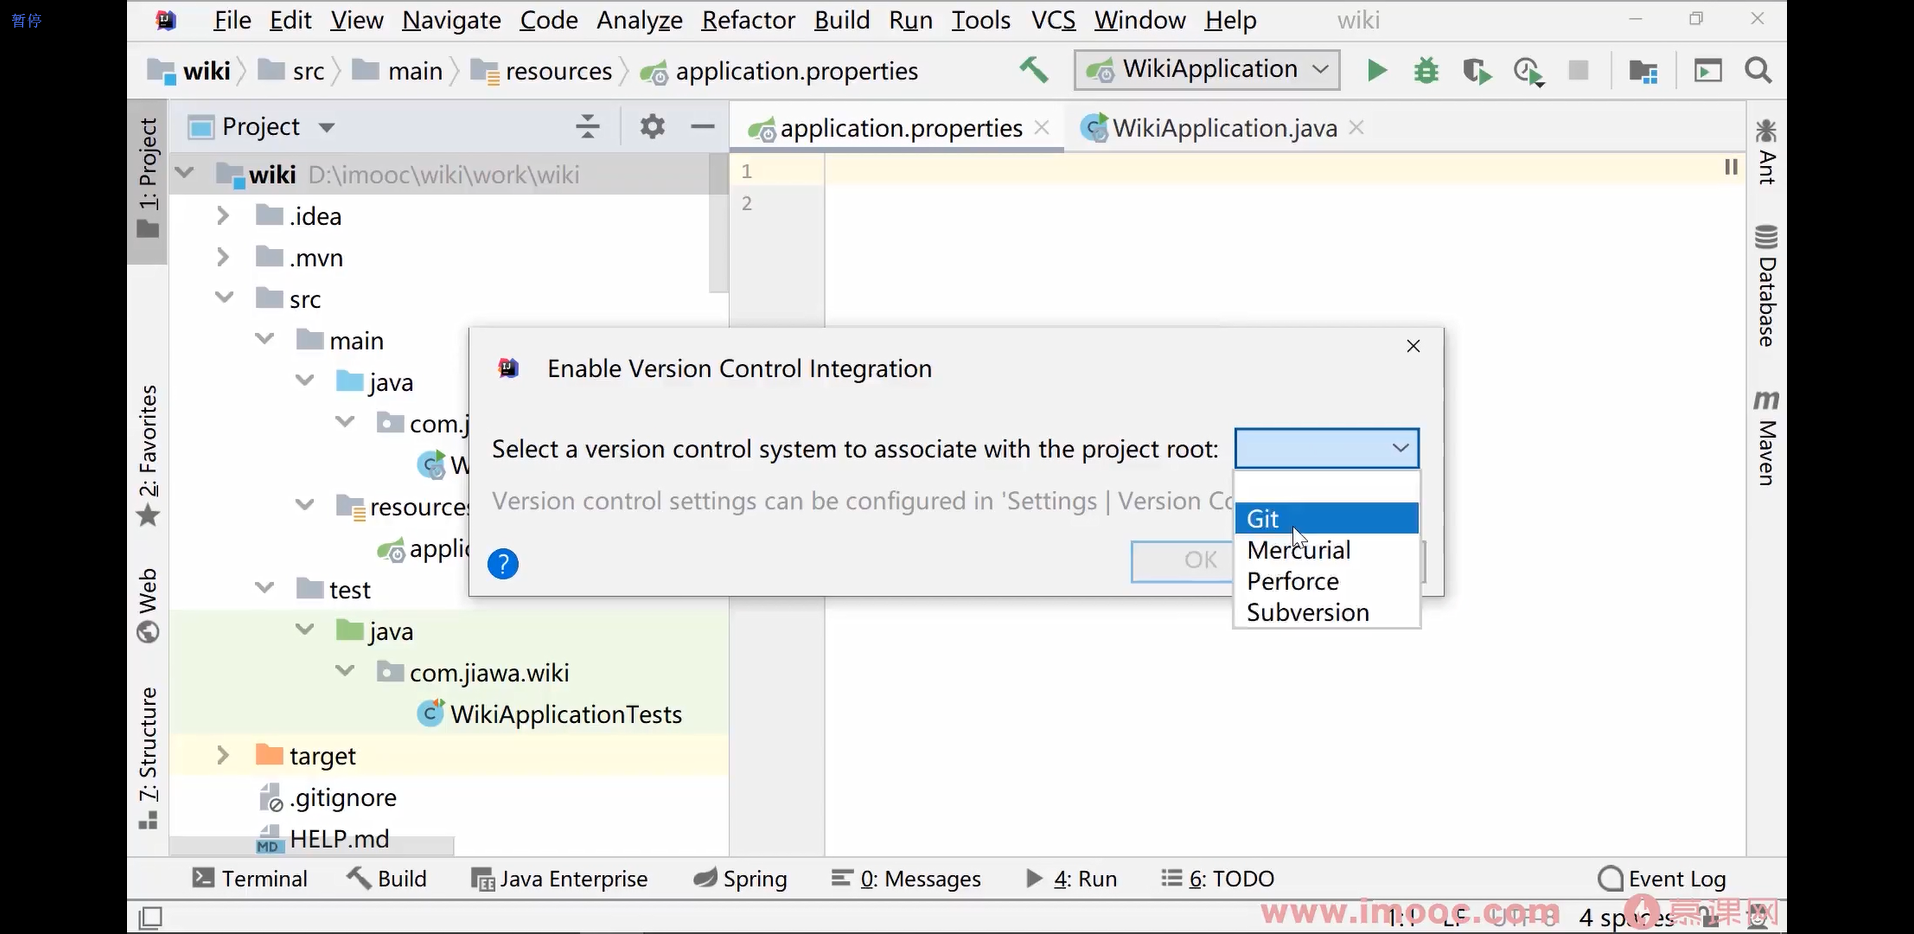 暂停
File Edit View Navigate Code Analyze Refactor Build Run Tools VCS Window Help wiki
wiki src main resources application.properties WikiApplication
Project
application.properties
WikiApplication.java
1: Project
2: Favorites
Web
7: Structure
wiki D:\imooc\wiki\work\wiki
.idea
.mvn
src
main
java
com.j
W
resources
applic
test
java
com.jiawa.wiki
WikiApplicationTests
target
.gitignore
HELP.md
1
2
Enable Version Control Integration
Select a version control system to associate with the project root:
Version control settings can be configured in 'Settings | Version Co
OK
Git
Mercurial
Perforce
Subversion
Ant
Database
Maven
Terminal Build Java Enterprise Spring 0: Messages 4: Run 6: TODO Event Log
1:1 LF UTF-8 4 spaces
www.imooc.com 慕课网